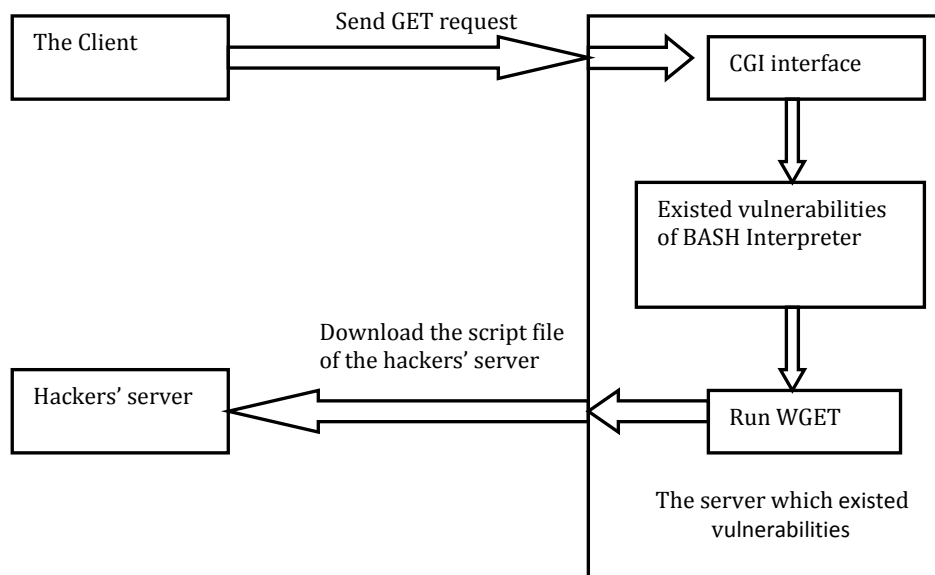 Send GET request
The Client
CGI interface
Existed vulnerabilities
of BASH Interpreter
Download the script file
of the hackers’ server
Hackers’ server
Run WGET
The server which existed
vulnerabilities